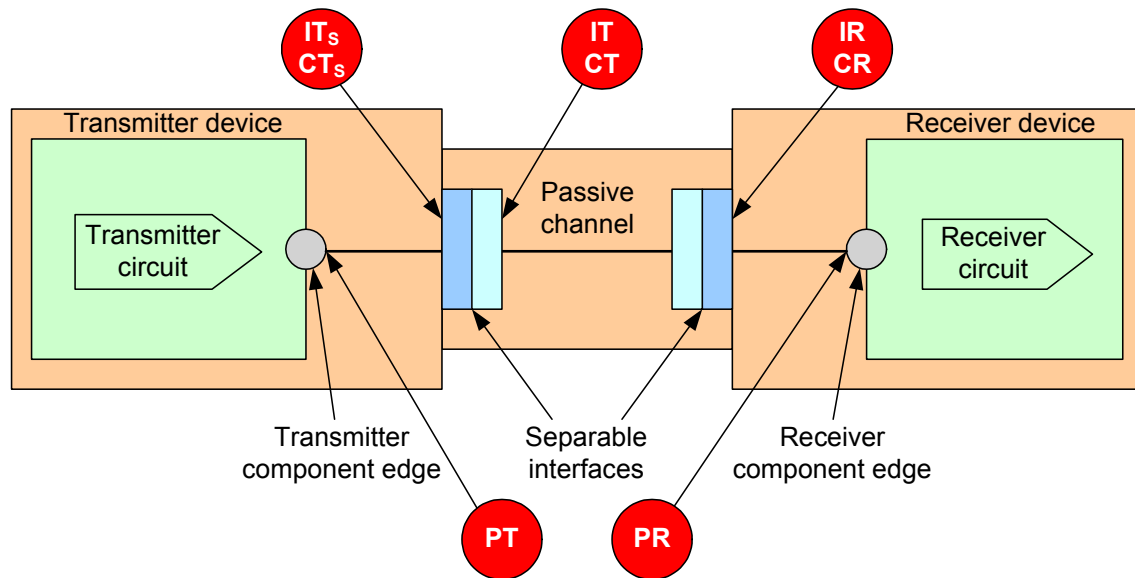 IT_S
CT_S
IT
CT
IR
CR
Transmitter device
Receiver device
Passive
channel
Transmitter
circuit
Receiver
circuit
Transmitter
component edge
Separable
interfaces
Receiver
component edge
PT
PR